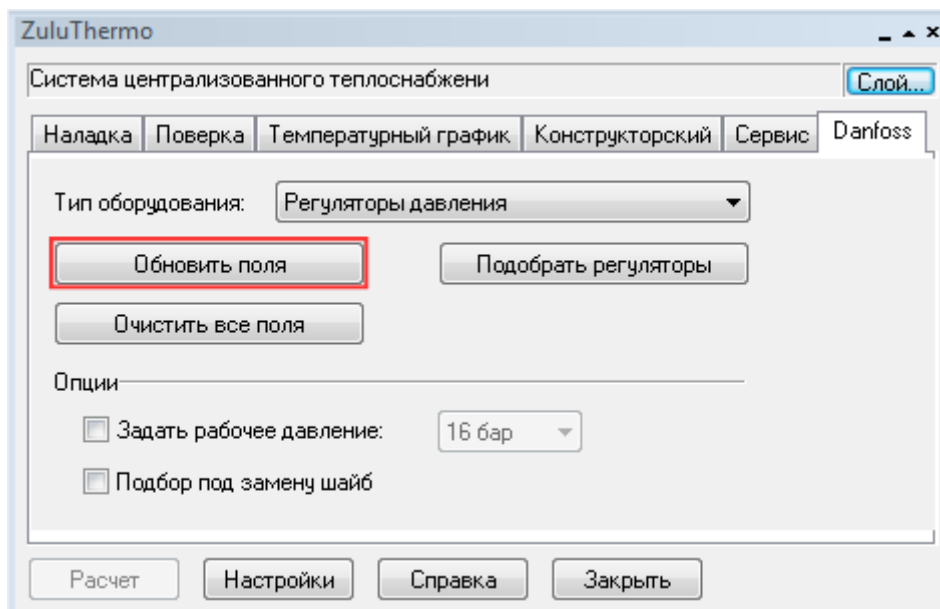 ZuluThermo
Система централизованного теплоснабжени Слой...
Наладка Поверка Температурный график Конструкторский Сервис Danfoss
Тип оборудования: Регуляторы давления
Обновить поля Подобрать регуляторы
Очистить все поля
Опции
Задать рабочее давление: 16 бар
Подбор под замену шайб
Расчет Настройки Справка Закрыть